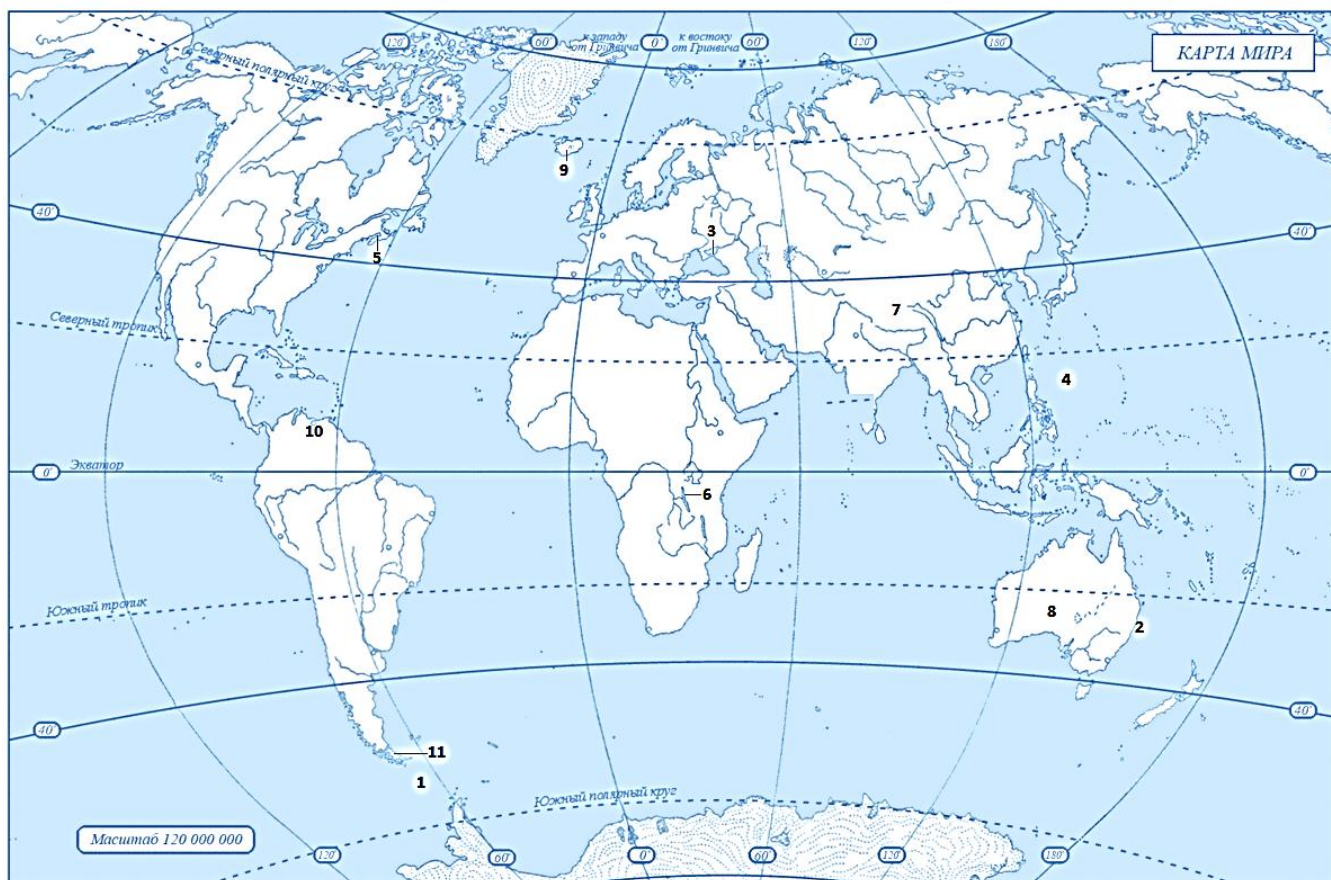 120° 60° к западу от Гринвича 0° к востоку от Гринвича 60° 120° 180°
КАРТА МИРА
Северный полярный круг
9
40° 40°
3
5
7
Северный тропик
4
10
0° Экватор 0°
6
Южный тропик
8
2
40° 40°
11
1
Южный полярный круг
Масштаб 120 000 000
120° 60° 0° 60° 120° 180°